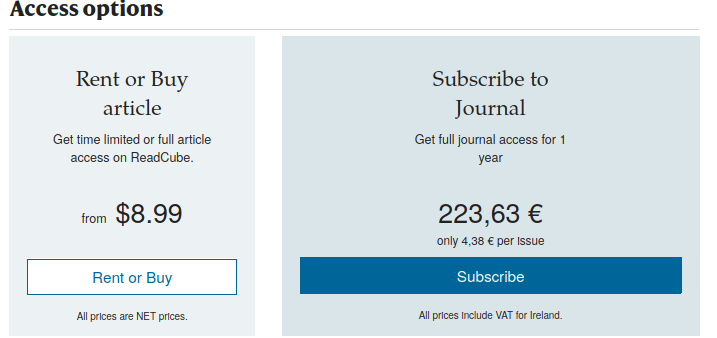 Access options
Rent or Buy
article
Get time limited or full article
access on ReadCube.
from $8.99
Rent or Buy
All prices are NET prices.
Subscribe to
Journal
Get full journal access for 1
year
223,63 €
only 4,38 € per issue
Subscribe
All prices include VAT for Ireland.